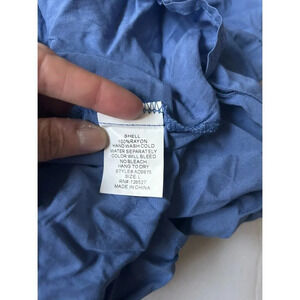 SHELL
100%RAYON
HAND WASH COLD
WATER SEPARATELY
COLOR WILL BLEED
NO BLEACH
HANG TO DRY
SIZE: L
MADE IN CHINA